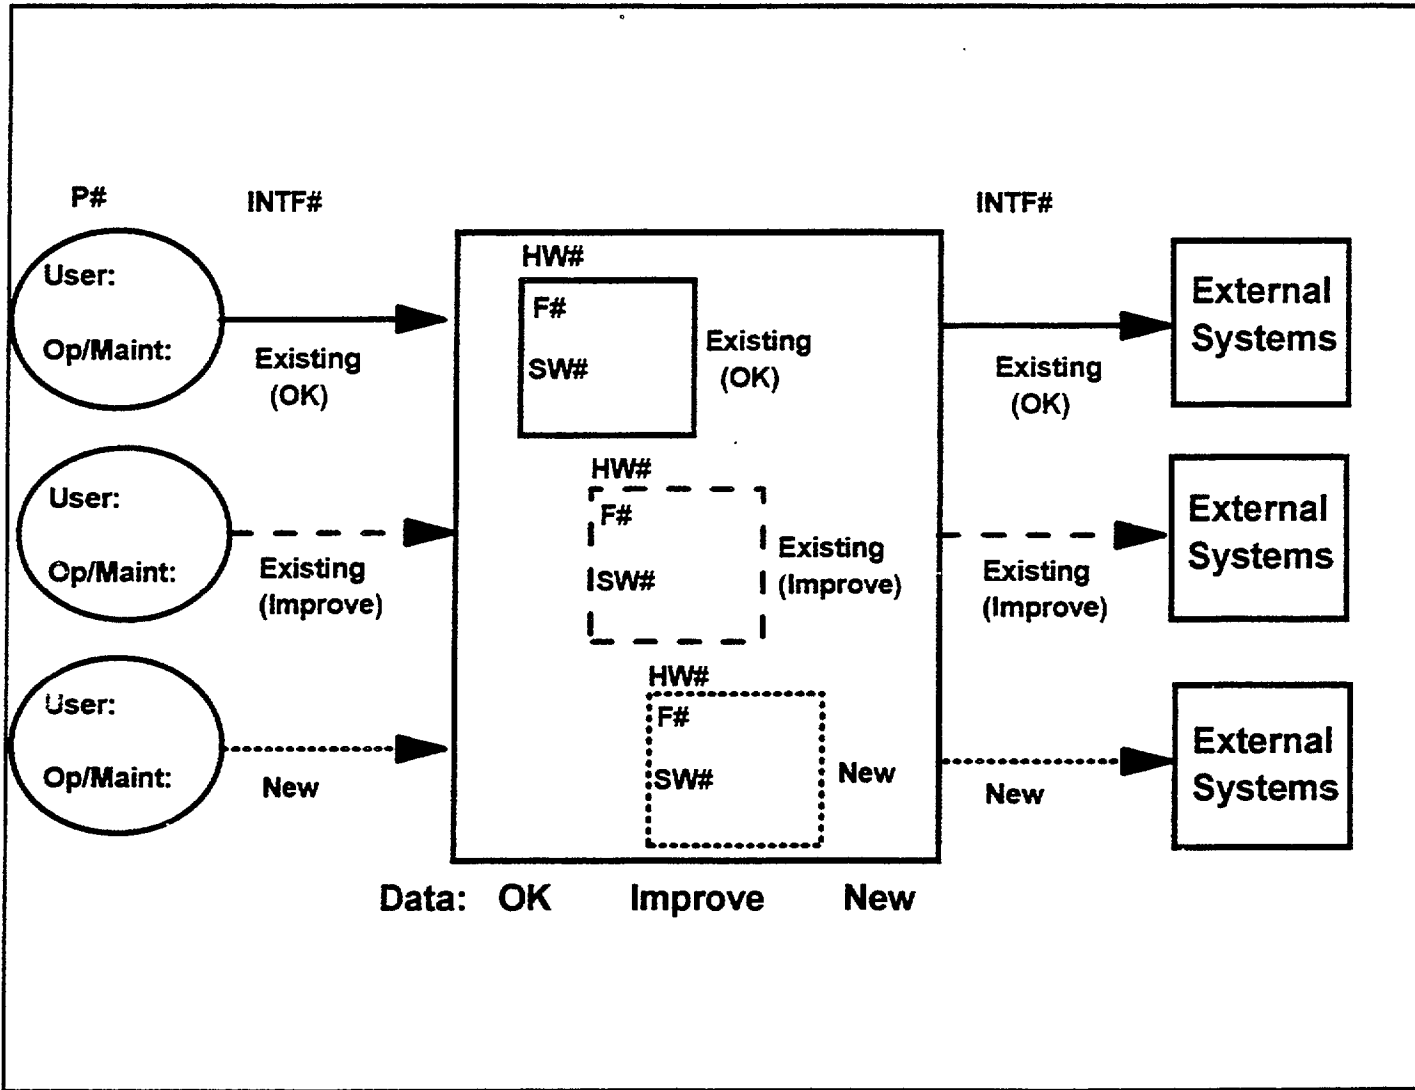 P#
INTF#
INTF#
User:
Op/Maint:
Existing
(OK)
HW#
F#
SW#
Existing
(OK)
Existing
(OK)
External
Systems
User:
Op/Maint:
Existing
(Improve)
HW#
F#
SW#
Existing
(Improve)
Existing
(Improve)
External
Systems
User:
Op/Maint:
New
HW#
F#
SW#
New
New
External
Systems
Data: OK Improve New